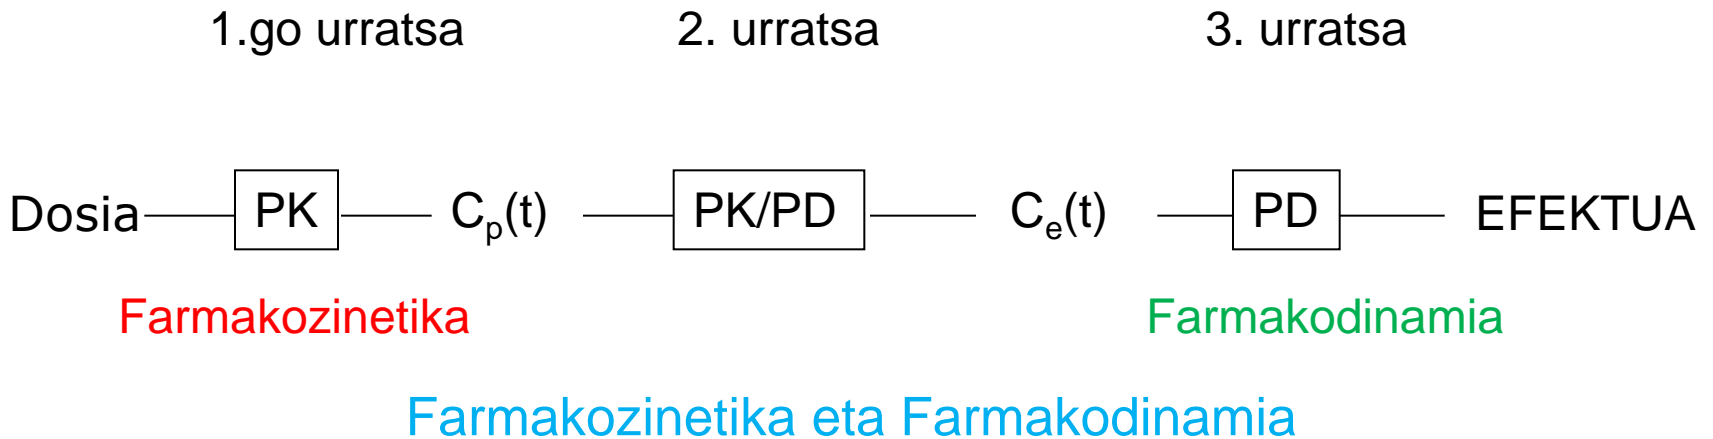 1.go urratsa 2. urratsa 3. urratsa
Dosia PK Cp(t) PK/PD Ce(t) PD EFEKTUA
Farmakozinetika Farmakodinamia
Farmakozinetika eta Farmakodinamia